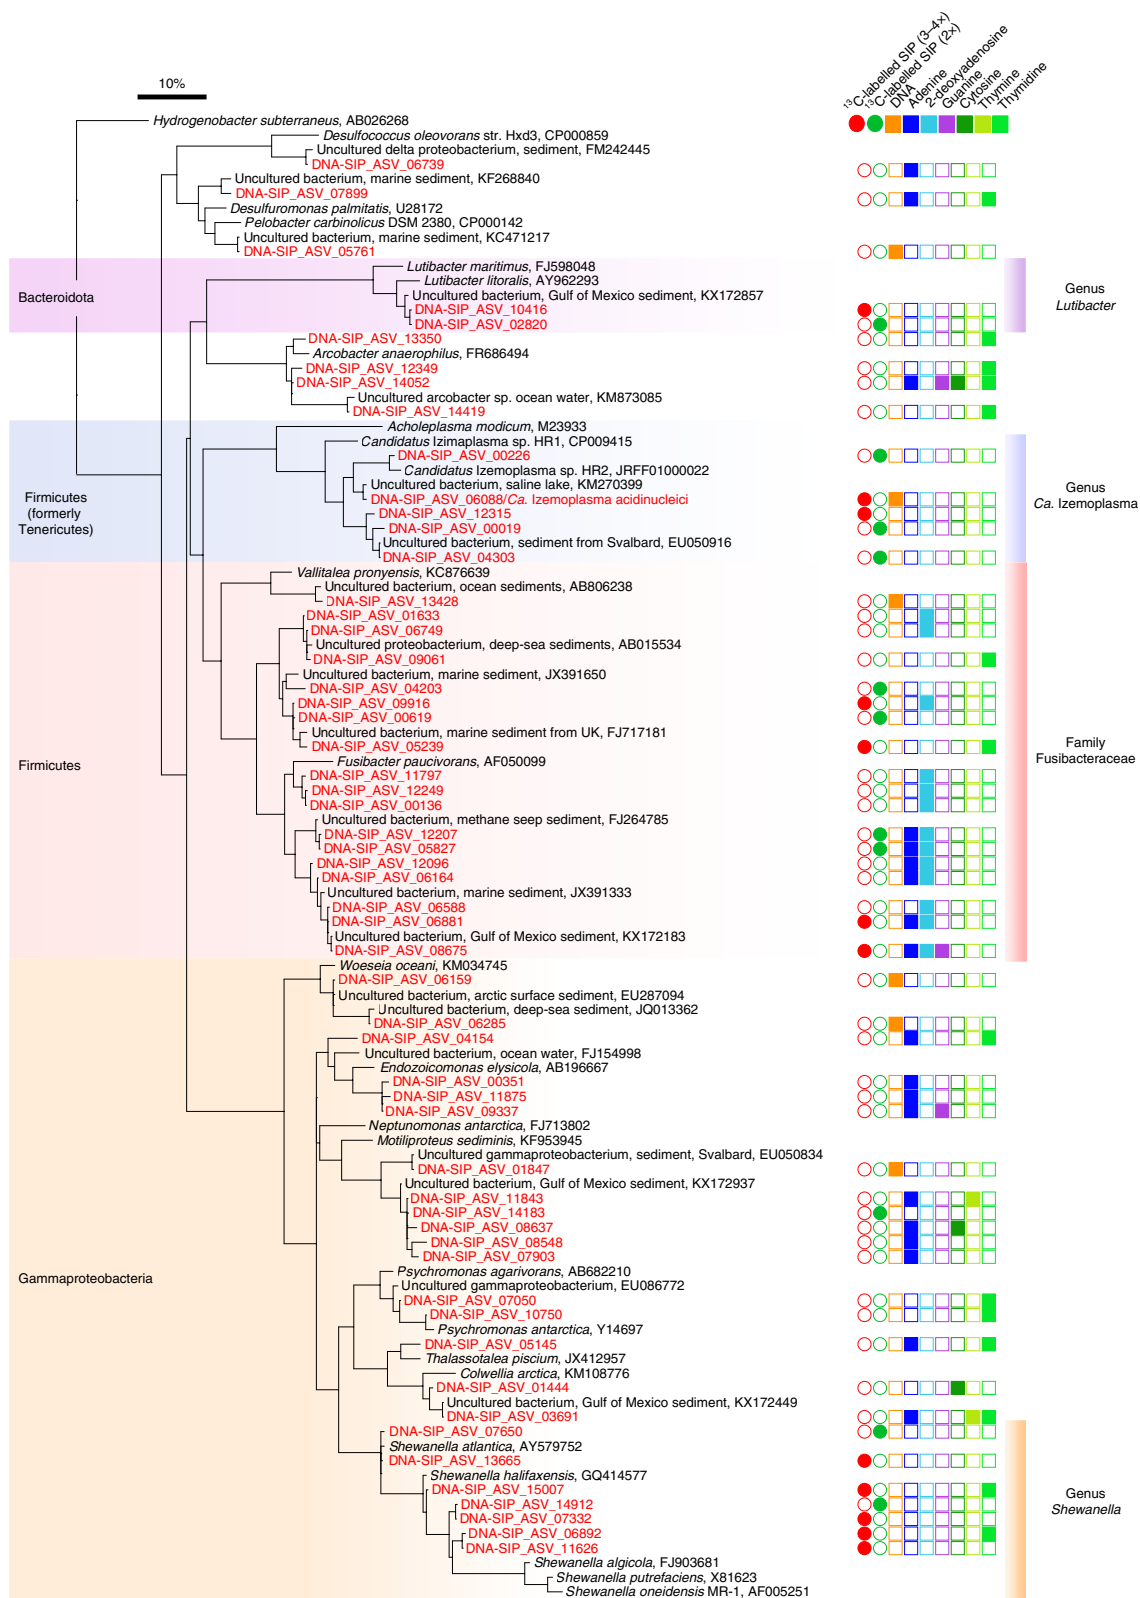 10%
¹³C-labelled SIP (3–4x)
¹³C-labelled SIP (2x)
DNA
Adenine
2-deoxyadenosine
Guanine
Cytosine
Thymine
Thymidine
Hydrogenobacter subterraneus, AB026268
Desulfococcus oleovorans str. Hxd3, CP000859
Uncultured delta proteobacterium, sediment, FM242445
DNA-SIP_ASV_06739
Uncultured bacterium, marine sediment, KF268840
DNA-SIP_ASV_07899
Desulfuromonas palmitatis, U28172
Pelobacter carbinolicus DSM 2380, CP000142
Uncultured bacterium, marine sediment, KC471217
DNA-SIP_ASV_05761
Bacteroidota
Lutibacter maritimus, FJ598048
Lutibacter litoralis, AY962293
Uncultured bacterium, Gulf of Mexico sediment, KX172857
DNA-SIP_ASV_10416
DNA-SIP_ASV_02820
Genus
Lutibacter
DNA-SIP_ASV_13350
Arcobacter anaerophilus, FR686494
DNA-SIP_ASV_12349
DNA-SIP_ASV_14052
Uncultured arcobacter sp. ocean water, KM873085
DNA-SIP_ASV_14419
Firmicutes
(formerly
Tenericutes)
Acholeplasma modicum, M23933
Candidatus Izimaplasma sp. HR1, CP009415
DNA-SIP_ASV_00226
Candidatus Izemoplasma sp. HR2, JRFF01000022
Uncultured bacterium, saline lake, KM270399
DNA-SIP_ASV_06088/Ca. Izemoplasma acidinucleici
DNA-SIP_ASV_12315
DNA-SIP_ASV_00019
Uncultured bacterium, sediment from Svalbard, EU050916
DNA-SIP_ASV_04303
Genus
Ca. Izemoplasma
Firmicutes
Vallitalea pronyensis, KC876639
Uncultured bacterium, ocean sediments, AB806238
DNA-SIP_ASV_13428
DNA-SIP_ASV_01633
DNA-SIP_ASV_06749
Uncultured proteobacterium, deep-sea sediments, AB015534
DNA-SIP_ASV_09061
Uncultured bacterium, marine sediment, JX391650
DNA-SIP_ASV_04203
DNA-SIP_ASV_09916
DNA-SIP_ASV_00619
Uncultured bacterium, marine sediment from UK, FJ717181
DNA-SIP_ASV_05239
Fusibacter paucivorans, AF050099
DNA-SIP_ASV_11797
DNA-SIP_ASV_12249
DNA-SIP_ASV_00136
Uncultured bacterium, methane seep sediment, FJ264785
DNA-SIP_ASV_12207
DNA-SIP_ASV_05827
DNA-SIP_ASV_12096
DNA-SIP_ASV_06164
Uncultured bacterium, marine sediment, JX391333
DNA-SIP_ASV_06588
DNA-SIP_ASV_06881
Uncultured bacterium, Gulf of Mexico sediment, KX172183
DNA-SIP_ASV_08675
Family
Fusibacteraceae
Gammaproteobacteria
Woeseia oceani, KM034745
DNA-SIP_ASV_06159
Uncultured bacterium, arctic surface sediment, EU287094
Uncultured bacterium, deep-sea sediment, JQ013362
DNA-SIP_ASV_06285
DNA-SIP_ASV_04154
Uncultured bacterium, ocean water, FJ154998
Endozoicomonas elysicola, AB196667
DNA-SIP_ASV_00351
DNA-SIP_ASV_11875
DNA-SIP_ASV_09337
Neptunomonas antarctica, FJ713802
Motiliproteus sediminis, KF953945
Uncultured gammaproteobacterium, sediment, Svalbard, EU050834
DNA-SIP_ASV_01847
Uncultured bacterium, Gulf of Mexico sediment, KX172937
DNA-SIP_ASV_11843
DNA-SIP_ASV_14183
DNA-SIP_ASV_08637
DNA-SIP_ASV_08548
DNA-SIP_ASV_07903
Psychromonas agarivorans, AB682210
Uncultured gammaproteobacterium, EU086772
DNA-SIP_ASV_07050
DNA-SIP_ASV_10750
Psychromonas antarctica, Y14697
DNA-SIP_ASV_05145
Thalassotalea piscium, JX412957
Colwellia arctica, KM108776
DNA-SIP_ASV_01444
Uncultured bacterium, Gulf of Mexico sediment, KX172449
DNA-SIP_ASV_03691
DNA-SIP_ASV_07650
Shewanella atlantica, AY579752
DNA-SIP_ASV_13665
Shewanella halifaxensis, GQ414577
DNA-SIP_ASV_15007
DNA-SIP_ASV_14912
DNA-SIP_ASV_07332
DNA-SIP_ASV_06892
DNA-SIP_ASV_11626
Shewanella algicola, FJ903681
Shewanella putrefaciens, X81623
Shewanella oneidensis MR-1, AF005251
Genus
Shewanella